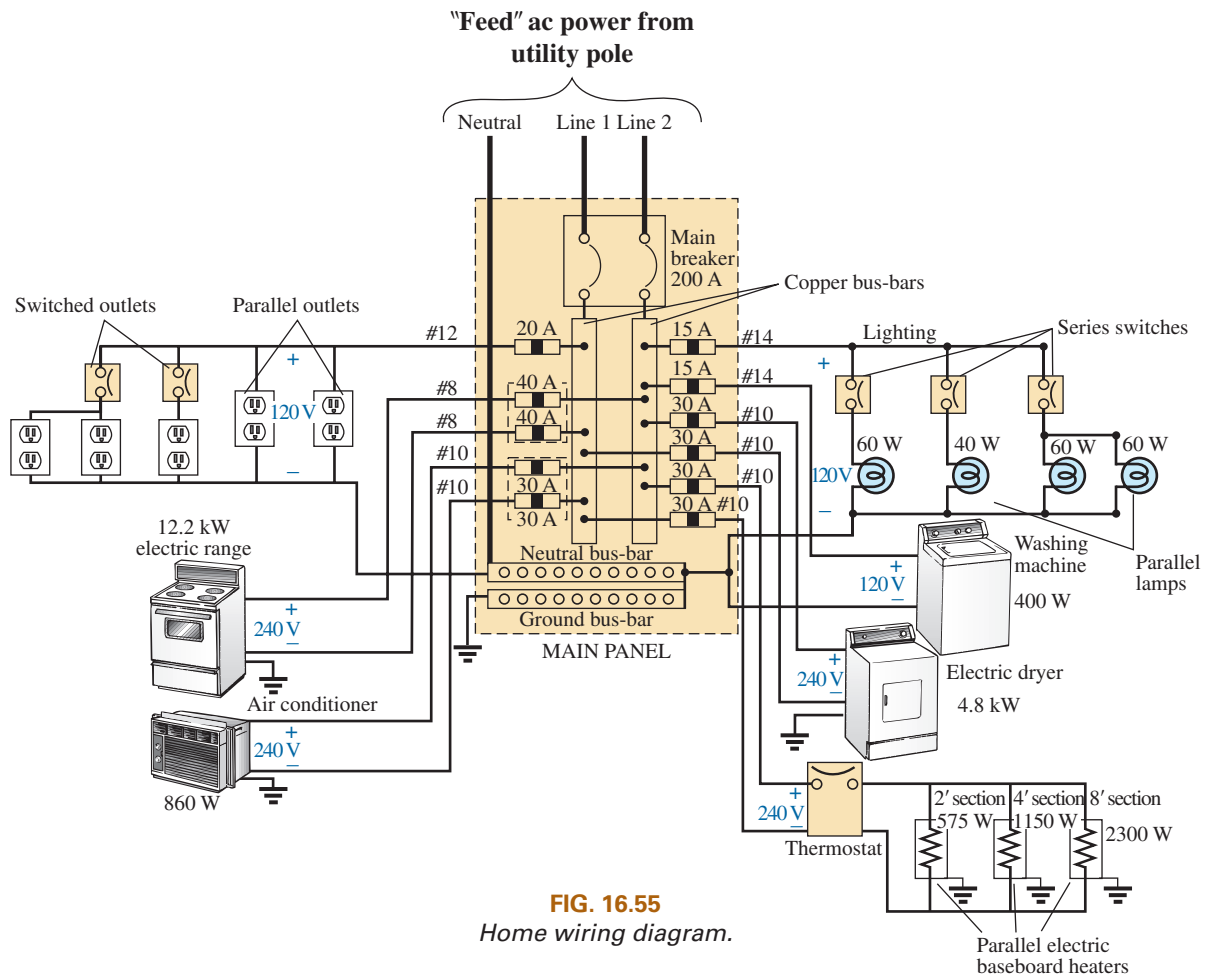 "Feed" ac power from
utility pole
Neutral
Line 1 Line 2
Main
breaker
200 A
Copper bus-bars
Switched outlets
Parallel outlets
#12
20 A
15 A
#14
Lighting
Series switches
+
120 V
–
#8
40 A
15 A
#14
#8
40 A
30 A
#10
30 A
#10
#10
30 A
30 A
#10
#10
30 A
30 A #10
+
120 V
–
60 W
40 W
60 W
60 W
Parallel
lamps
12.2 kW
electric range
+
240 V
–
Neutral bus-bar
Ground bus-bar
MAIN PANEL
Washing
machine
+
120 V
–
400 W
Electric dryer
+
240 V
–
4.8 kW
Air conditioner
+
240 V
–
860 W
+
240 V
–
Thermostat
2′ section
575 W
4′ section
1150 W
8′ section
2300 W
Parallel electric
baseboard heaters
FIG. 16.55
Home wiring diagram.